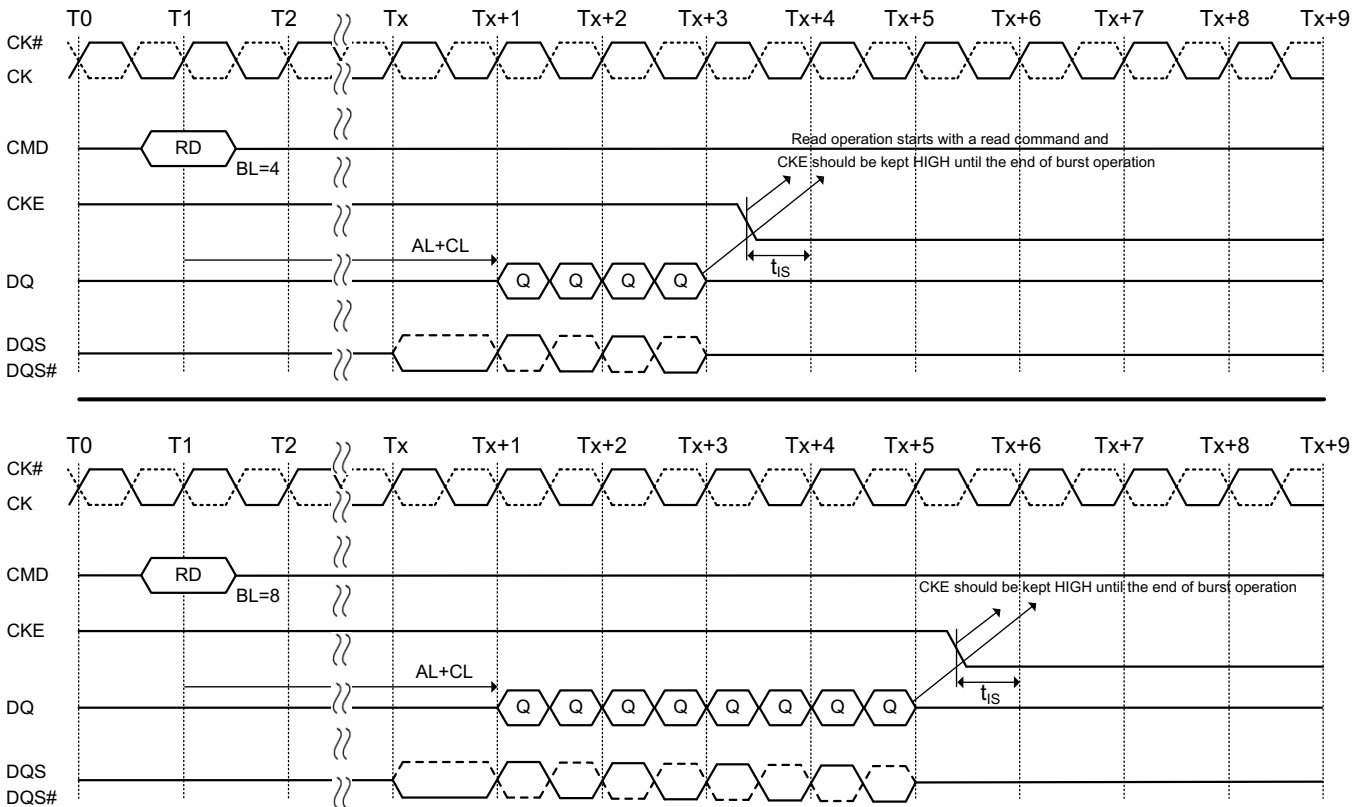 T0 T1 T2 Tx Tx+1 Tx+2 Tx+3 Tx+4 Tx+5 Tx+6 Tx+7 Tx+8 Tx+9
CK#
CK
CMD RD
BL=4
Read operation starts with a read command and
CKE should be kept HIGH until the end of burst operation
CKE
AL+CL
tIS
DQ Q Q Q Q
DQS
DQS#
T0 T1 T2 Tx Tx+1 Tx+2 Tx+3 Tx+4 Tx+5 Tx+6 Tx+7 Tx+8 Tx+9
CK#
CK
CMD RD
BL=8
CKE should be kept HIGH until the end of burst operation
CKE
AL+CL
tIS
DQ Q Q Q Q Q Q Q Q
DQS
DQS#